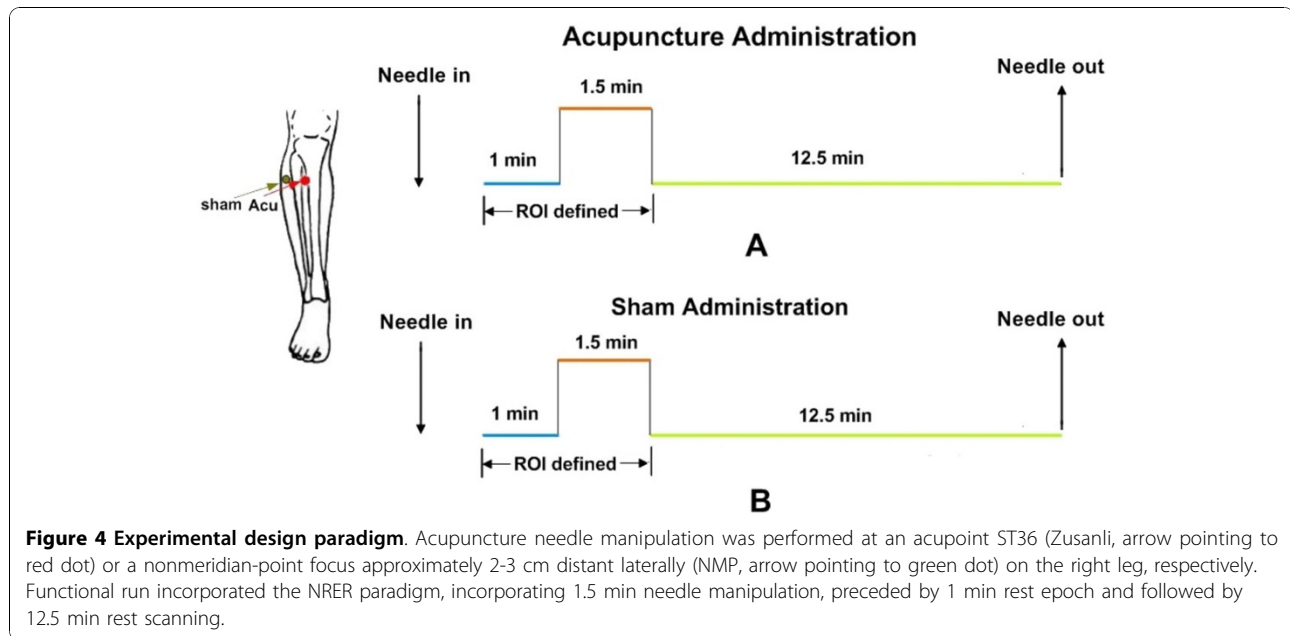 Acupuncture Administration
Needle in
1.5 min
Needle out
1 min
12.5 min
sham Acu
ROI defined
A
Sham Administration
Needle in
1.5 min
Needle out
1 min
12.5 min
ROI defined
B
Figure 4 Experimental design paradigm. Acupuncture needle manipulation was performed at an acupoint ST36 (Zusanli, arrow pointing to
red dot) or a nonmeridian-point focus approximately 2-3 cm distant laterally (NMP, arrow pointing to green dot) on the right leg, respectively.
Functional run incorporated the NRER paradigm, incorporating 1.5 min needle manipulation, preceded by 1 min rest epoch and followed by
12.5 min rest scanning.